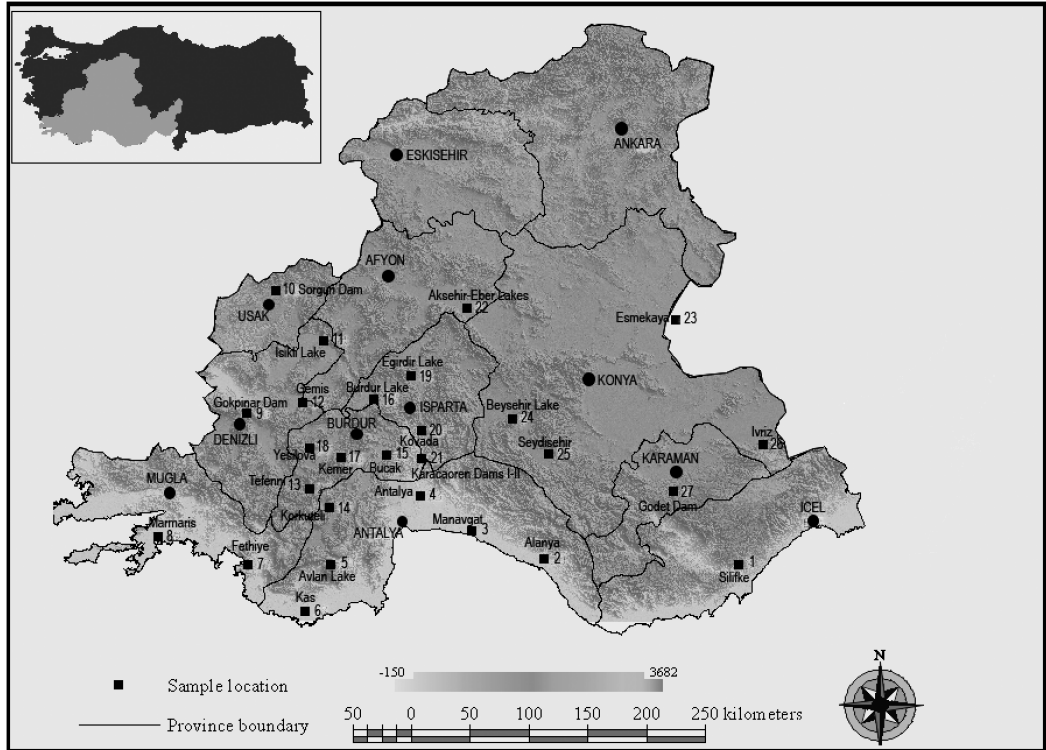 ANKARA
ESKISEHIR
AFYON
10 Sorgun Dam
Aksehir-Eber Lakes
22
USAK
Esmekaya 23
11
Isikli Lake
Egirdir Lake
19
KONYA
Gemis
12
Burdur Lake
16
ISPARTA
Beysehir Lake
24
Gokpinar Dam
9
DENIZLI
BURDUR
20
Kovada
Ivriz
26
18
Yesilova
17
Kemer
15
Bucak
21
Karacaoren Dams I-II
Seydisehir
25
KARAMAN
MUGLA
Tefenni
13
Antalya
4
27
Godet Dam
14
Korkuteli
ICEL
Marmaris
8
ANTALYA
Manavgat
3
Fethiye
7
5
Avlan Lake
Alanya
2
1
Silifke
Kas
6
N
-150 3682
Sample location
Province boundary
50 0 50 100 150 200 250 kilometers